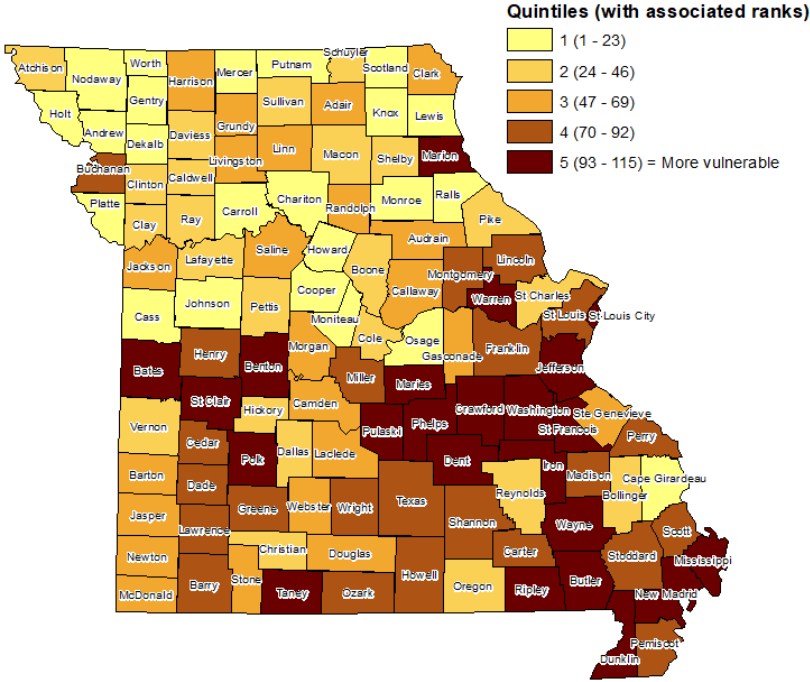 Quintiles (with associated ranks)
1 (1 - 23)
2 (24 - 46)
3 (47 - 69)
4 (70 - 92)
5 (93 - 115) = More vulnerable
Atchison
Nodaway
Worth
Harrison
Mercer
Putnam
Schuyler
Scotland
Clark
Holt
Andrew
Gentry
Dekalb
Daviess
Grundy
Sullivan
Adair
Knox
Lewis
Buchanan
Clinton
Caldwell
Livingston
Linn
Macon
Shelby
Marion
Platte
Clay
Ray
Carroll
Chariton
Randolph
Monroe
Ralls
Pike
Jackson
Lafayette
Saline
Howard
Boone
Audrain
Callaway
Montgomery
Lincoln
Warren
St Charles
St Louis
St Louis City
Cass
Johnson
Pettis
Cooper
Moniteau
Cole
Osage
Gasconade
Franklin
Jefferson
Bates
Henry
Benton
Morgan
Miller
Maries
St Clair
Hickory
Camden
Pulaski
Phelps
Crawford
Washington
Ste Genevieve
St Francois
Perry
Vernon
Cedar
Polk
Dallas
Laclede
Dent
Iron
Madison
Cape Girardeau
Bollinger
Barton
Dade
Greene
Webster
Wright
Texas
Reynolds
Shannon
Wayne
Jasper
Lawrence
Christian
Douglas
Howell
Carter
Stoddard
Scott
Mississippi
Newton
McDonald
Barry
Stone
Taney
Ozark
Oregon
Ripley
Butler
New Madrid
Pemiscot
Dunklin